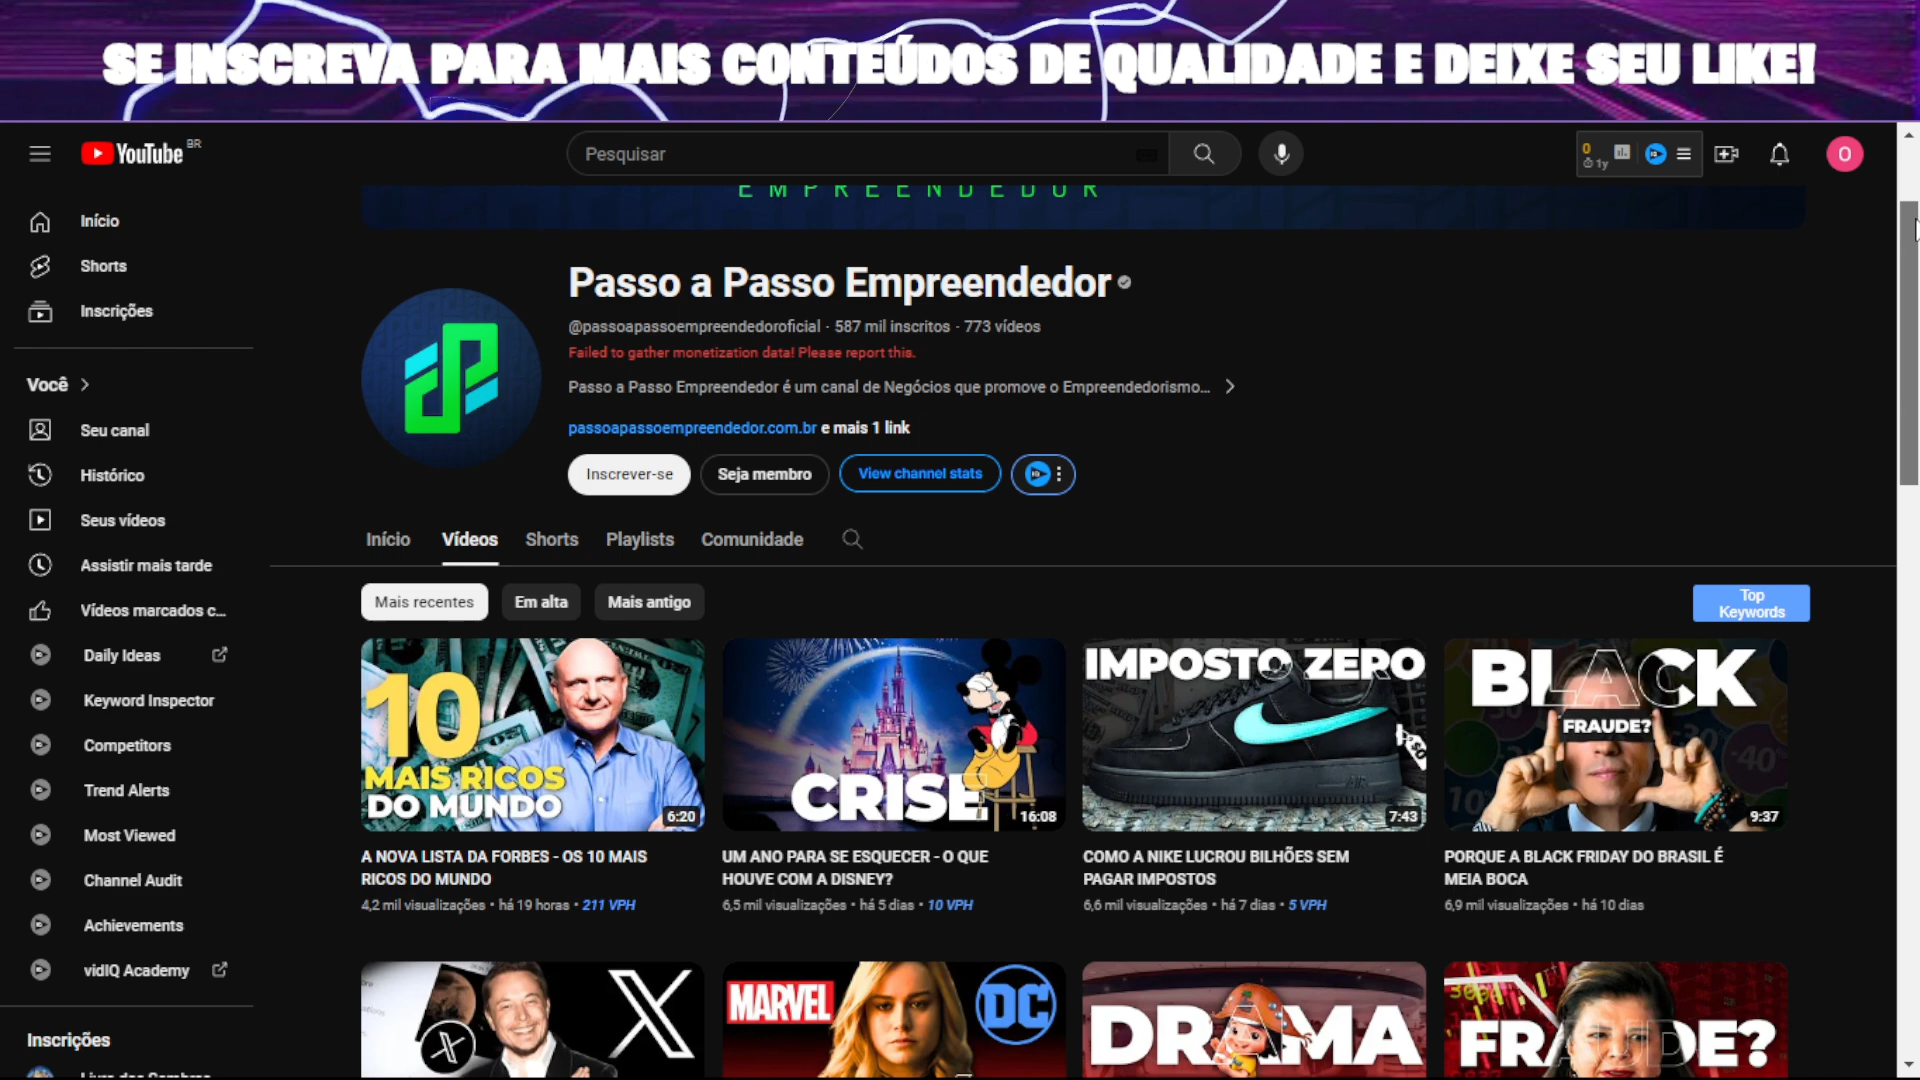 SE INSCREVA PARA MAIS CONTEÚDOS DE QUALIDADE E DEIXE SEU LIKE!
YouTube BR
Pesquisar
0
1y
O
EMPREENDEDOR
Início
Shorts
Inscrições
Você
Seu canal
Histórico
Seus vídeos
Assistir mais tarde
Vídeos marcados c...
Daily Ideas
Keyword Inspector
Competitors
Trend Alerts
Most Viewed
Channel Audit
Achievements
vidIQ Academy
Inscrições
Passo a Passo Empreendedor
@passoapassoempreendedoroficial · 587 mil inscritos · 773 vídeos
Failed to gather monetization data! Please report this.
Passo a Passo Empreendedor é um canal de Negócios que promove o Empreendedorismo...
passoapassoempreendedor.com.br e mais 1 link
Inscrever-se
Seja membro
View channel stats
Início
Vídeos
Shorts
Playlists
Comunidade
Mais recentes
Em alta
Mais antigo
Top
Keywords
10
MAIS RICOS
DO MUNDO
6:20
A NOVA LISTA DA FORBES - OS 10 MAIS
RICOS DO MUNDO
4,2 mil visualizações • há 19 horas • 211 VPH
CRISE
16:08
UM ANO PARA SE ESQUECER - O QUE
HOUVE COM A DISNEY?
6,5 mil visualizações • há 5 dias • 10 VPH
IMPOSTO ZERO
AIR
7:43
COMO A NIKE LUCROU BILHÕES SEM
PAGAR IMPOSTOS
6,6 mil visualizações • há 7 dias • 5 VPH
BLACK
FRAUDE?
-40%
9:37
PORQUE A BLACK FRIDAY DO BRASIL É
MEIA BOCA
6,9 mil visualizações • há 10 dias
X
MARVEL
DC
DRAMA
FRAUDE?